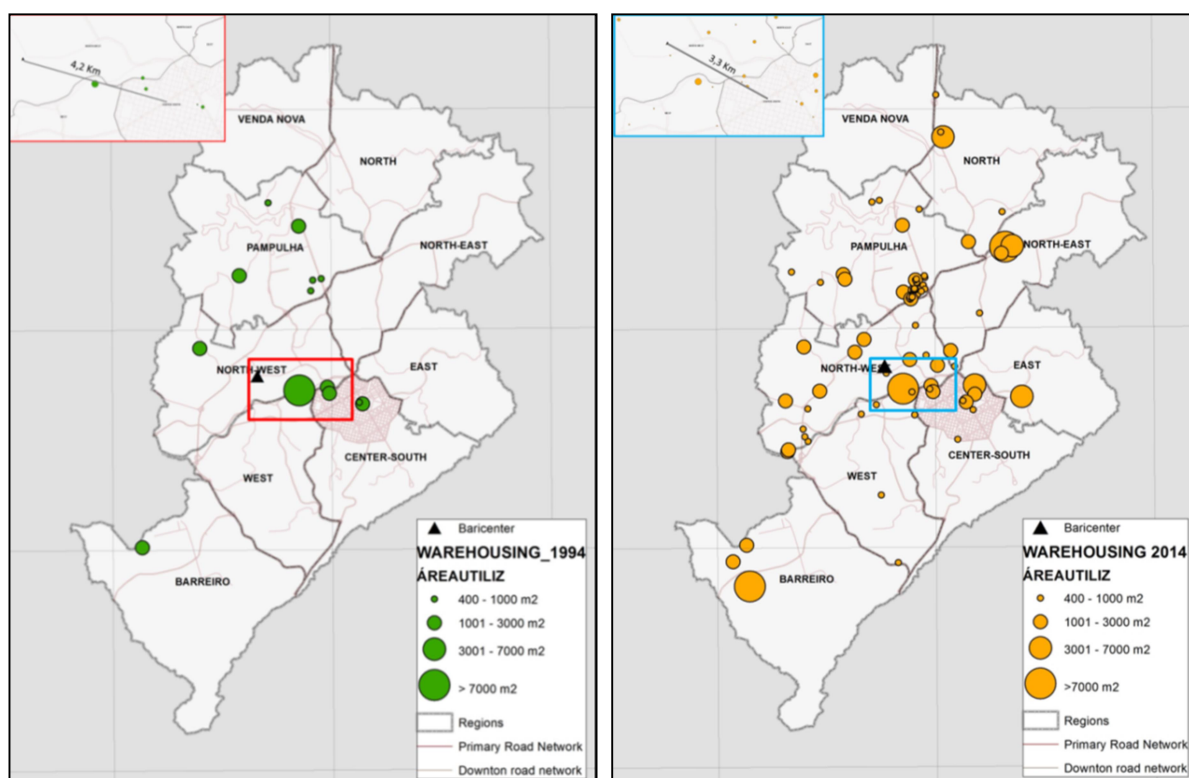 4,2 Km
VENDA NOVA
NORTH
PAMPULHA
NORTH-EAST
NORTH-WEST
EAST
CENTER-SOUTH
WEST
BARREIRO
Baricenter
WAREHOUSING_1994
ÁREAUTILIZ
400 - 1000 m2
1001 - 3000 m2
3001 - 7000 m2
> 7000 m2
Regions
Primary Road Network
Downton road network
3,3 Km
VENDA NOVA
NORTH
PAMPULHA
NORTH-EAST
NORTH-WEST
EAST
CENTER-SOUTH
WEST
BARREIRO
Baricenter
WAREHOUSING 2014
ÁREAUTILIZ
400 - 1000 m2
1001 - 3000 m2
3001 - 7000 m2
>7000 m2
Regions
Primary Road Network
Downton road network